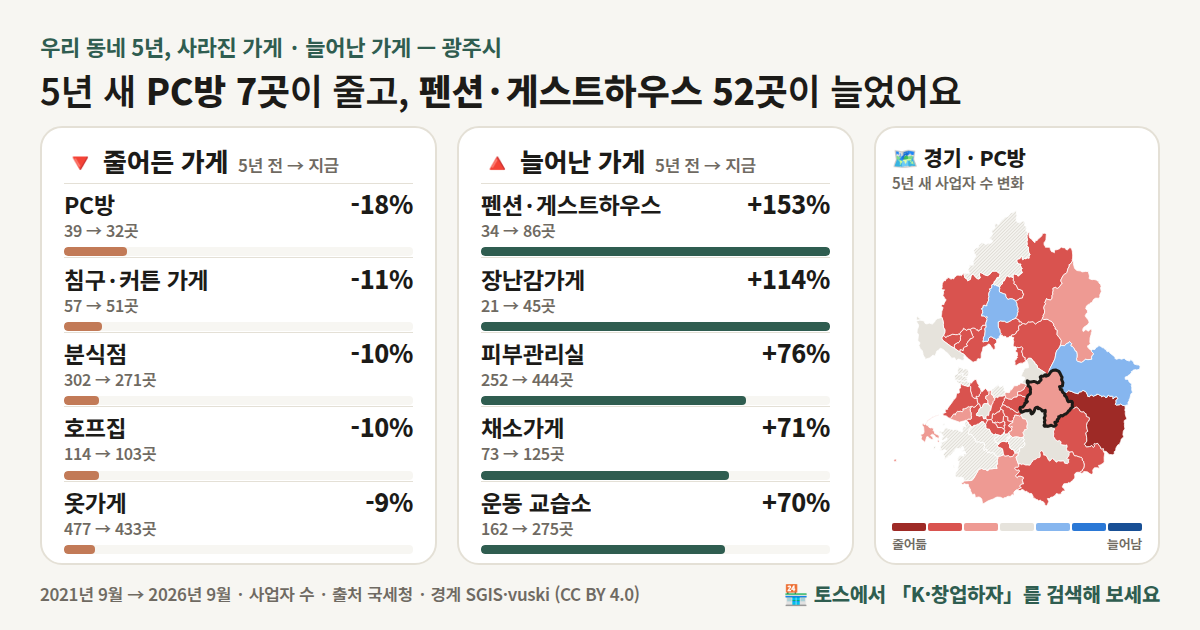 우리 동네 5년, 사라진 가게 · 늘어난 가게 — 광주시
5년 새 PC방 7곳이 줄고, 펜션·게스트하우스 52곳이 늘었어요
🔻 줄어든 가게 5년 전 → 지금
PC방 -18%
39 → 32곳
침구·커튼 가게 -11%
57 → 51곳
분식점 -10%
302 → 271곳
호프집 -10%
114 → 103곳
옷가게 -9%
477 → 433곳
🔺 늘어난 가게 5년 전 → 지금
펜션·게스트하우스 +153%
34 → 86곳
장난감가게 +114%
21 → 45곳
피부관리실 +76%
252 → 444곳
채소가게 +71%
73 → 125곳
운동 교습소 +70%
162 → 275곳
🗺️ 경기 · PC방
5년 새 사업자 수 변화
줄어듦 늘어남
2021년 9월 → 2026년 9월 · 사업자 수 · 출처 국세청 · 경계 SGIS·vuski (CC BY 4.0)
🏪 토스에서 「K·창업하자」를 검색해 보세요